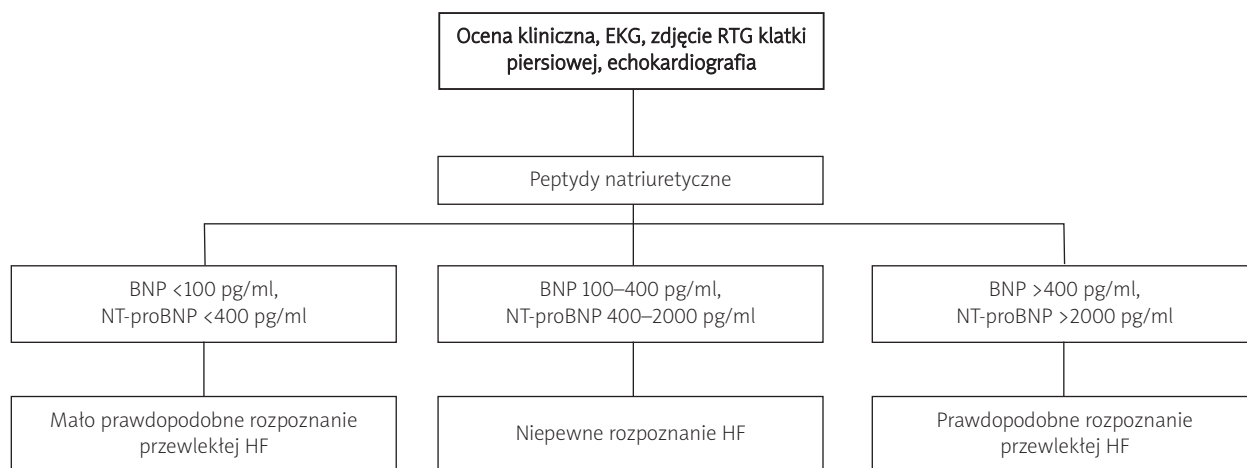 Ocena kliniczna, EKG, zdjęcie RTG klatki
piersiowej, echokardiografia
Peptydy natriuretyczne
BNP <100 pg/ml,
NT-proBNP <400 pg/ml
BNP 100–400 pg/ml,
NT-proBNP 400–2000 pg/ml
BNP >400 pg/ml,
NT-proBNP >2000 pg/ml
Mało prawdopodobne rozpoznanie
przewlekłej HF
Niepewne rozpoznanie HF
Prawdopodobne rozpoznanie
przewlekłej HF